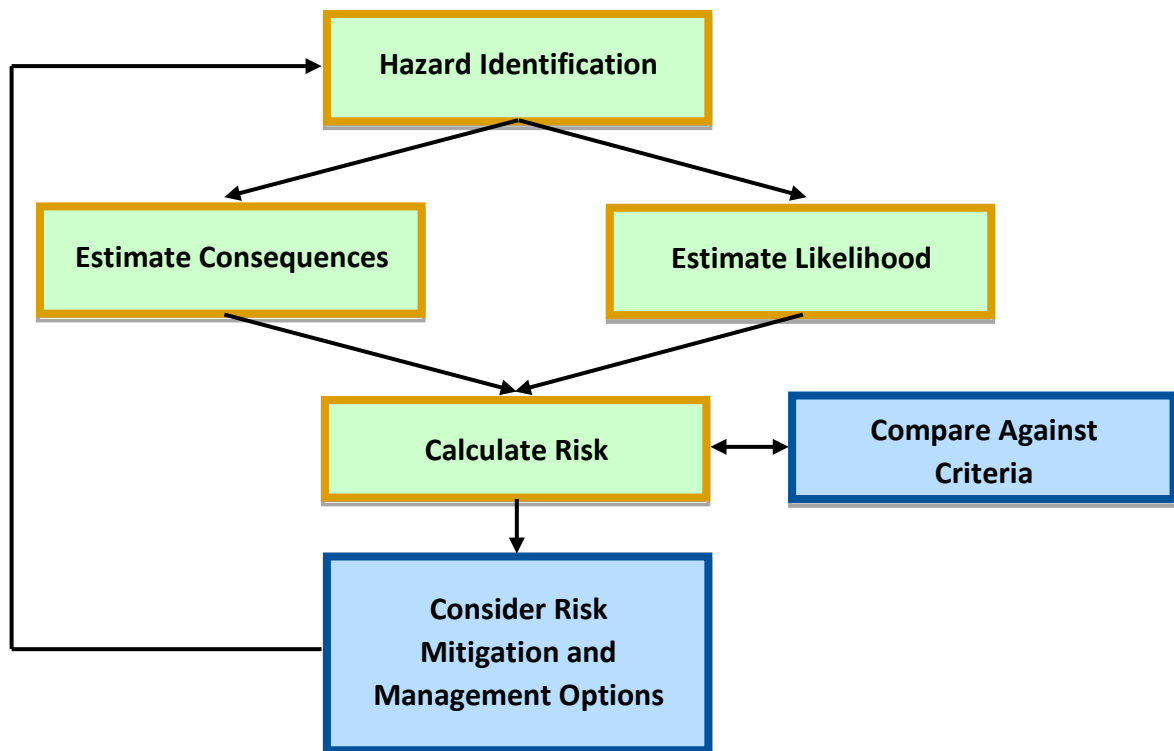 Hazard Identification
Estimate Consequences
Estimate Likelihood
Calculate Risk
Compare Against
Criteria
Consider Risk
Mitigation and
Management Options